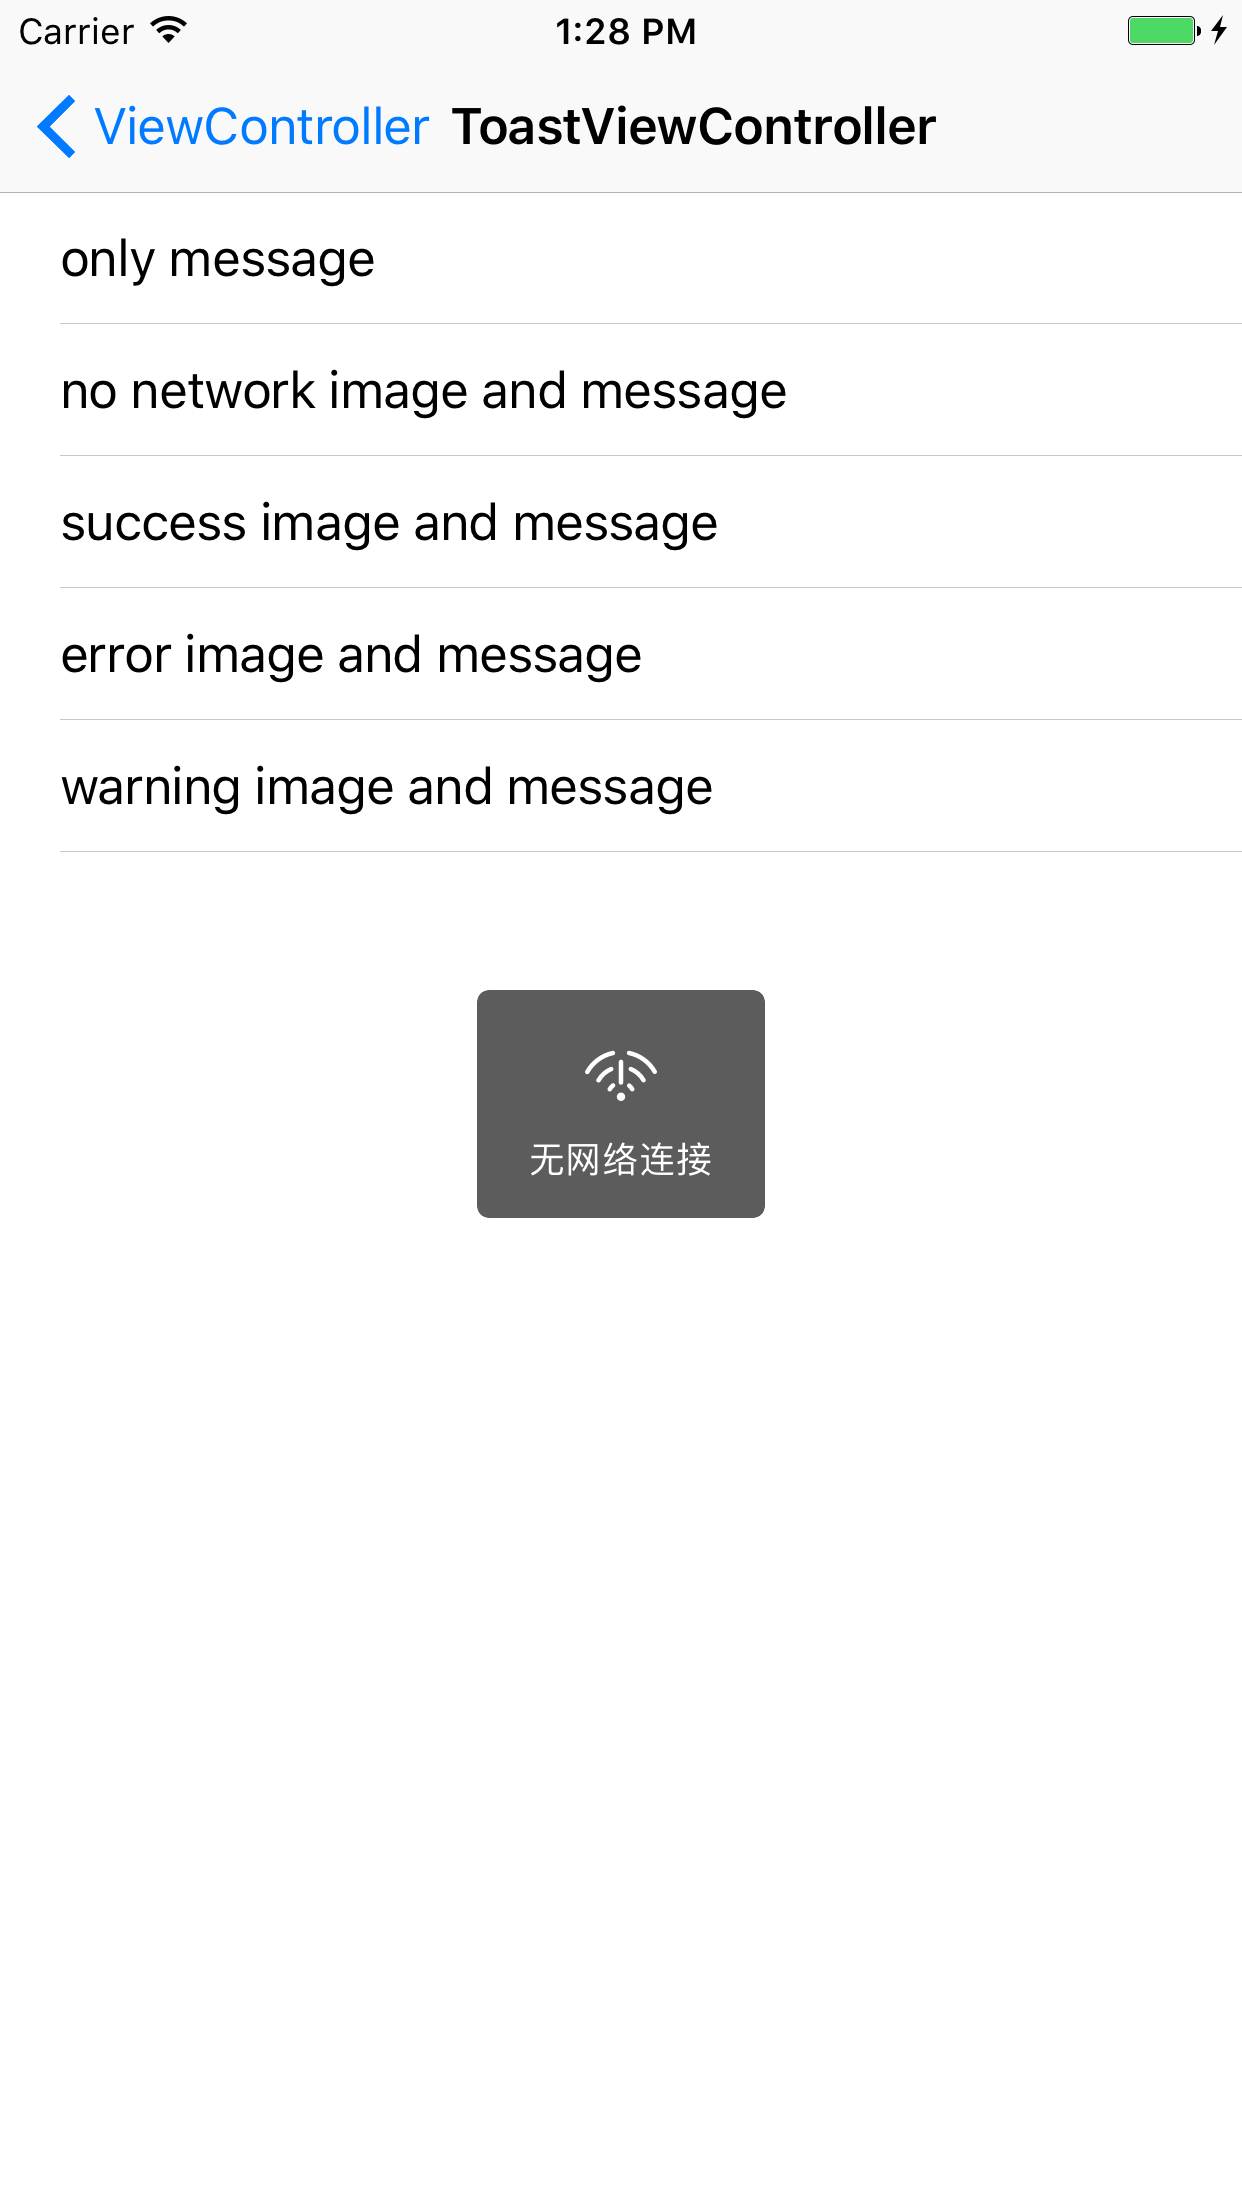 Carrier 1:28 PM
ViewController ToastViewController
only message
no network image and message
success image and message
error image and message
warning image and message
无网络连接